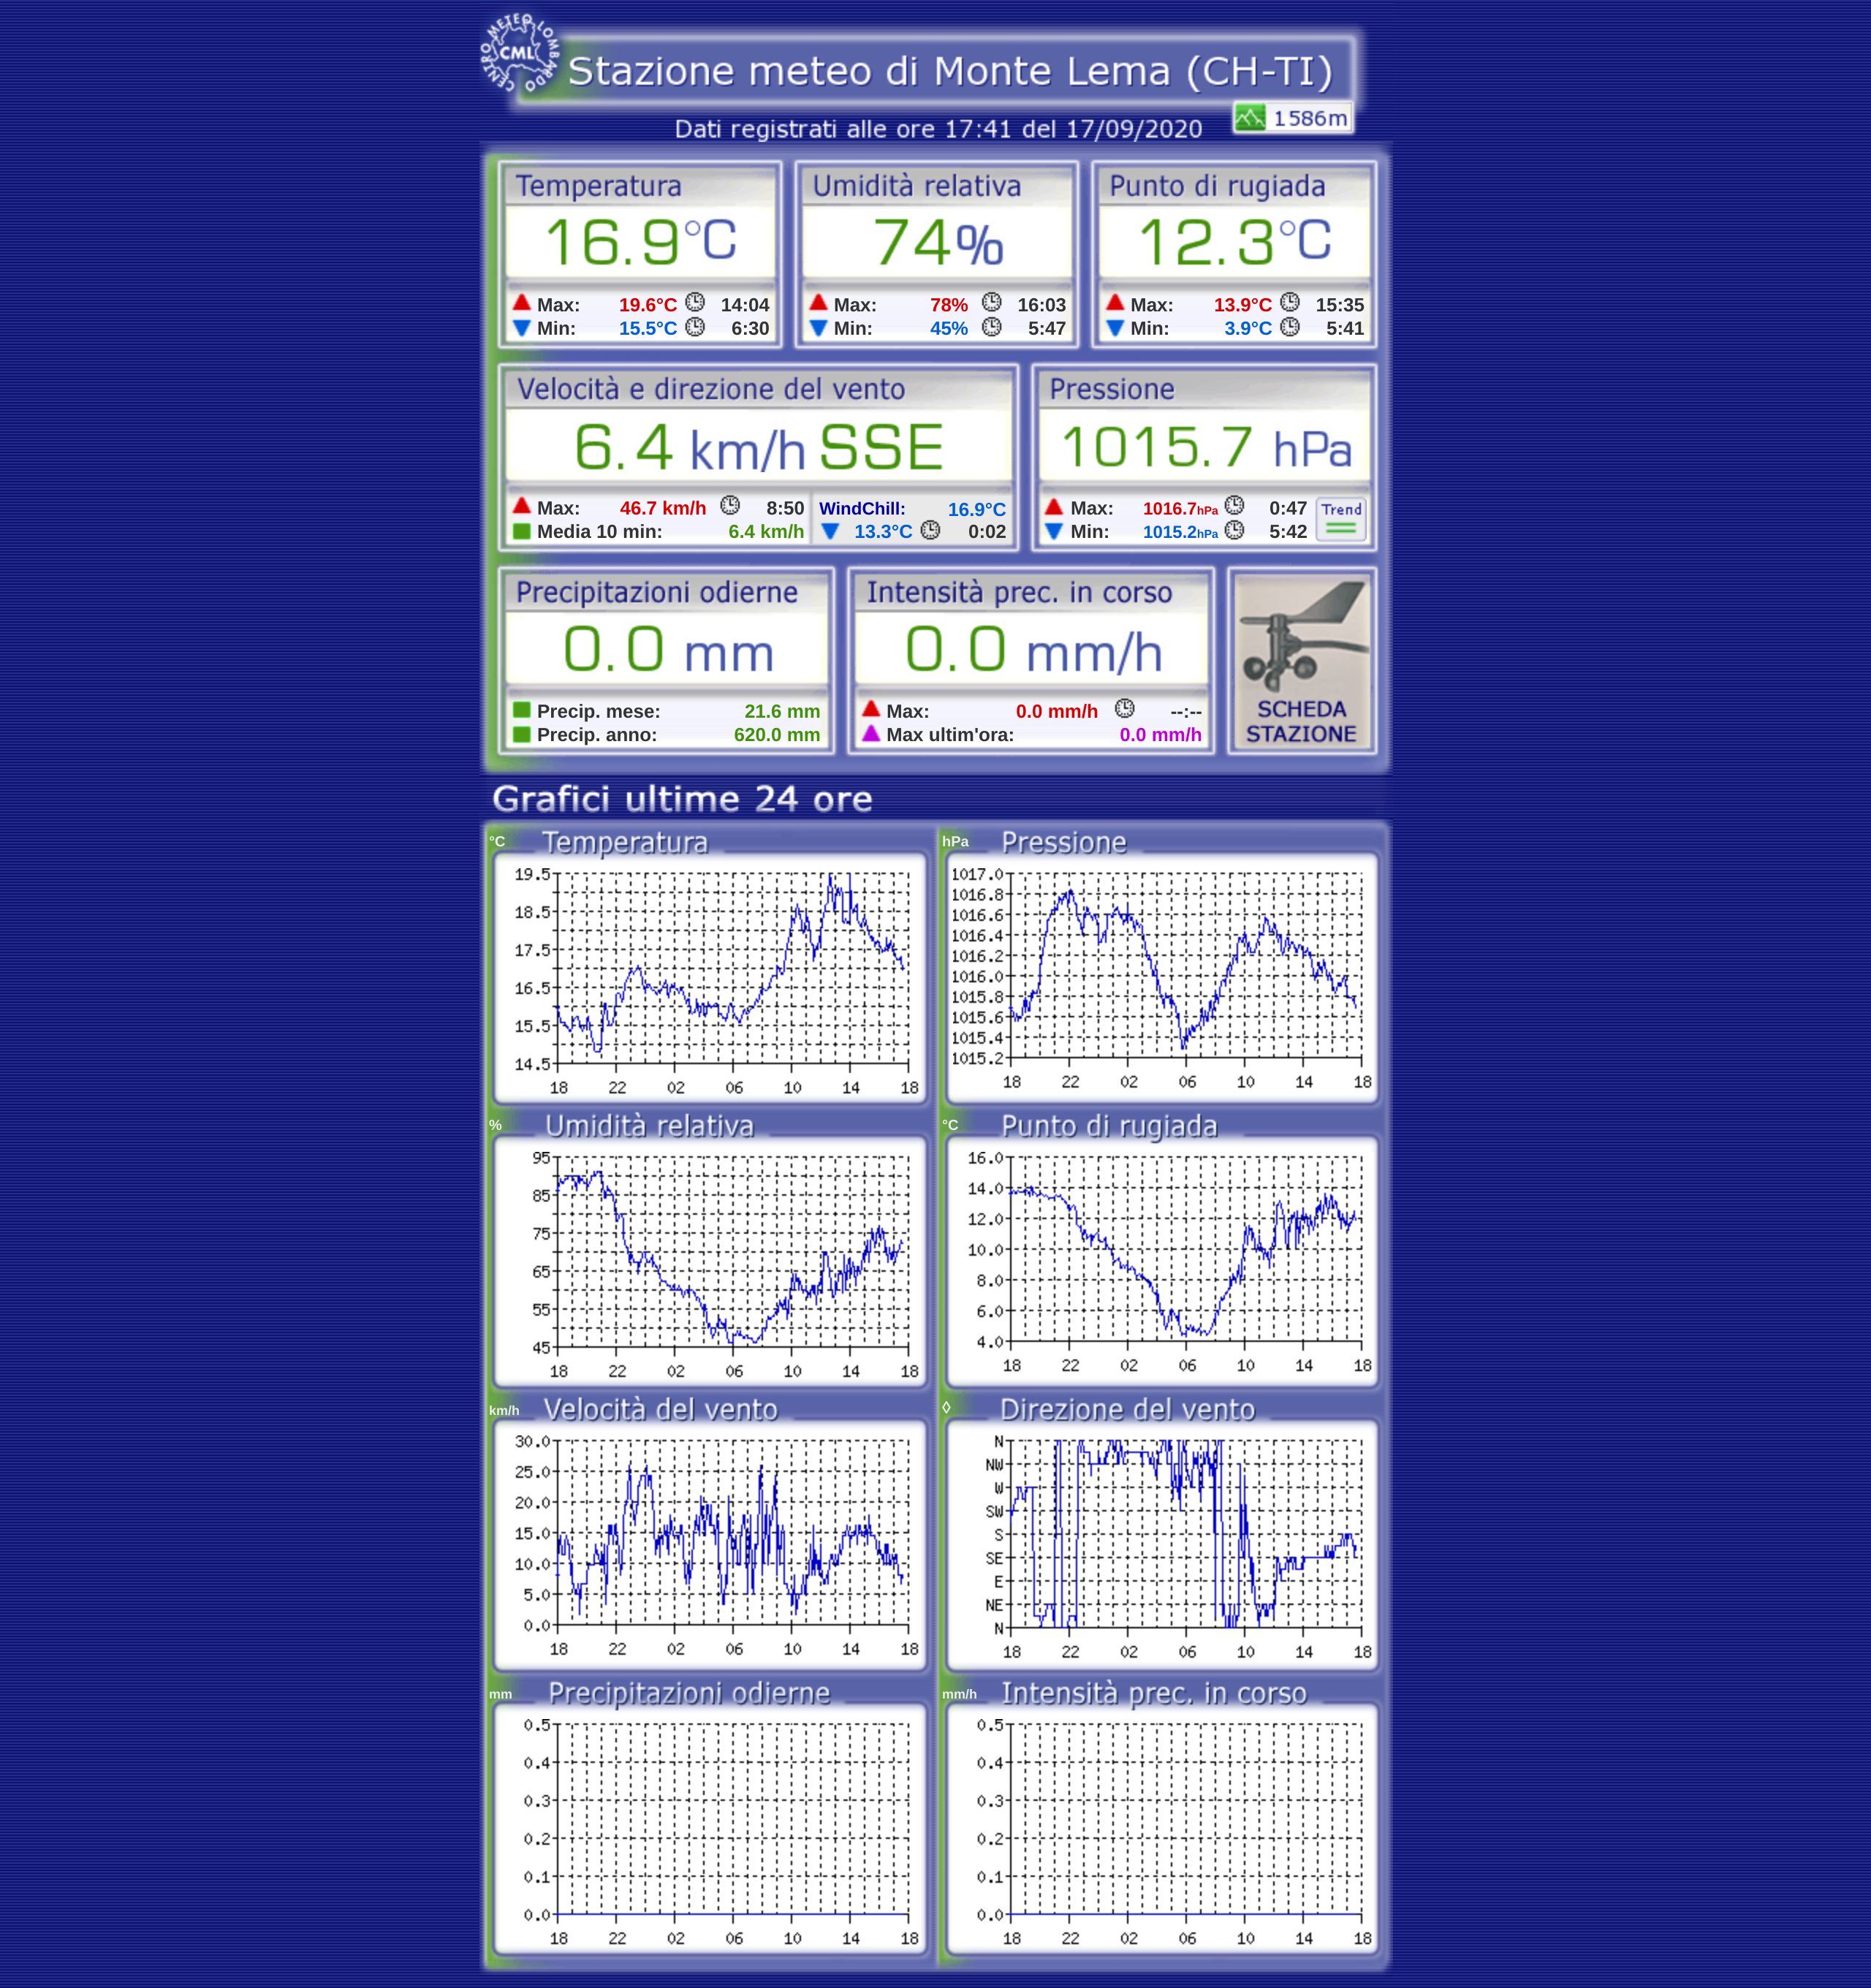 CENTRO METEO LOMBARDO
CML
Stazione meteo di Monte Lema (CH-TI)
1586m
Dati registrati alle ore 17:41 del 17/09/2020
Temperatura
16.9°C
Max: 19.6°C 14:04
Min: 15.5°C 6:30
Umidità relativa
74%
Max: 78% 16:03
Min: 45% 5:47
Punto di rugiada
12.3°C
Max: 13.9°C 15:35
Min: 3.9°C 5:41
Velocità e direzione del vento
6.4 km/h SSE
Max: 46.7 km/h 8:50
Media 10 min: 6.4 km/h
WindChill: 16.9°C
13.3°C 0:02
Pressione
1015.7 hPa
Max: 1016.7hPa 0:47
Min: 1015.2hPa 5:42
Trend
Precipitazioni odierne
0.0 mm
Precip. mese: 21.6 mm
Precip. anno: 620.0 mm
Intensità prec. in corso
0.0 mm/h
Max: 0.0 mm/h --:--
Max ultim'ora: 0.0 mm/h
SCHEDA
STAZIONE
Grafici ultime 24 ore
°C Temperatura
19.5
18.5
17.5
16.5
15.5
14.5
18 22 02 06 10 14 18
hPa Pressione
1017.0
1016.8
1016.6
1016.4
1016.2
1016.0
1015.8
1015.6
1015.4
1015.2
18 22 02 06 10 14 18
% Umidità relativa
95
85
75
65
55
45
18 22 02 06 10 14 18
°C Punto di rugiada
16.0
14.0
12.0
10.0
8.0
6.0
4.0
18 22 02 06 10 14 18
km/h Velocità del vento
30.0
25.0
20.0
15.0
10.0
5.0
0.0
18 22 02 06 10 14 18
◊ Direzione del vento
N
NW
W
SW
S
SE
E
NE
N
18 22 02 06 10 14 18
mm Precipitazioni odierne
0.5
0.4
0.3
0.2
0.1
0.0
18 22 02 06 10 14 18
mm/h Intensità prec. in corso
0.5
0.4
0.3
0.2
0.1
0.0
18 22 02 06 10 14 18